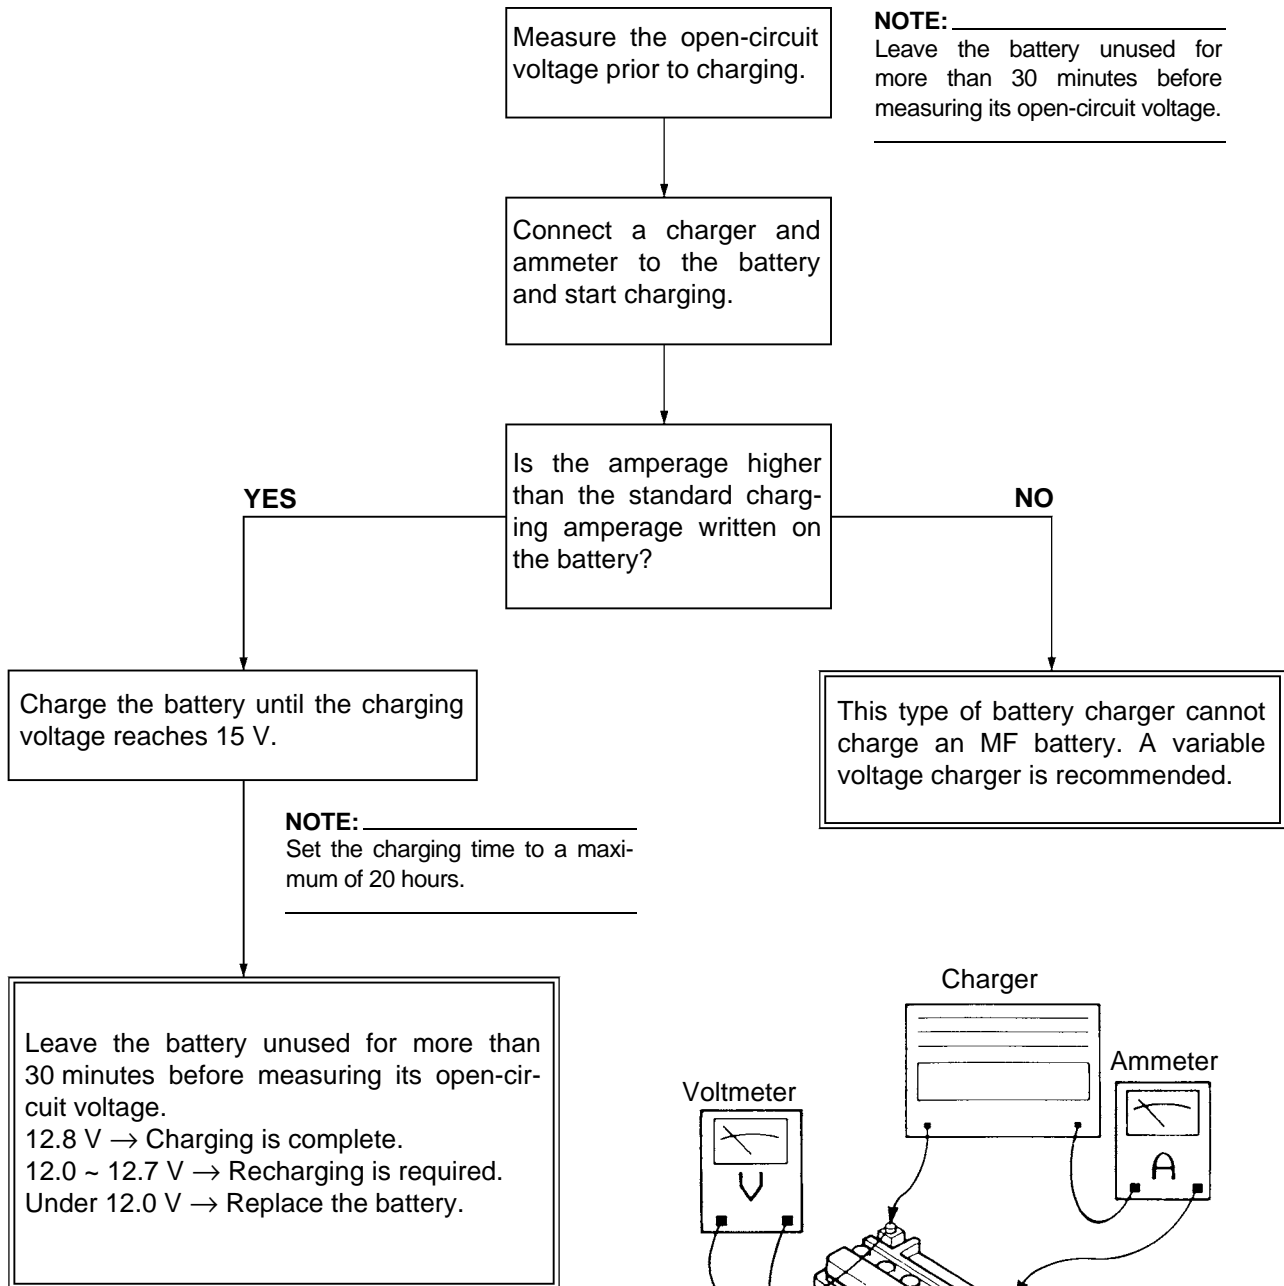 Measure the open-circuit
voltage prior to charging.
NOTE:
Leave the battery unused for
more than 30 minutes before
measuring its open-circuit voltage.
Connect a charger and
ammeter to the battery
and start charging.
Is the amperage higher
than the standard charg-
ing amperage written on
the battery?
YES
NO
Charge the battery until the charging
voltage reaches 15 V.
This type of battery charger cannot
charge an MF battery. A variable
voltage charger is recommended.
NOTE:
Set the charging time to a maxi-
mum of 20 hours.
Leave the battery unused for more than
30 minutes before measuring its open-cir-
cuit voltage.
12.8 V → Charging is complete.
12.0 ~ 12.7 V → Recharging is required.
Under 12.0 V → Replace the battery.
Charger
Ammeter
Voltmeter
V
A